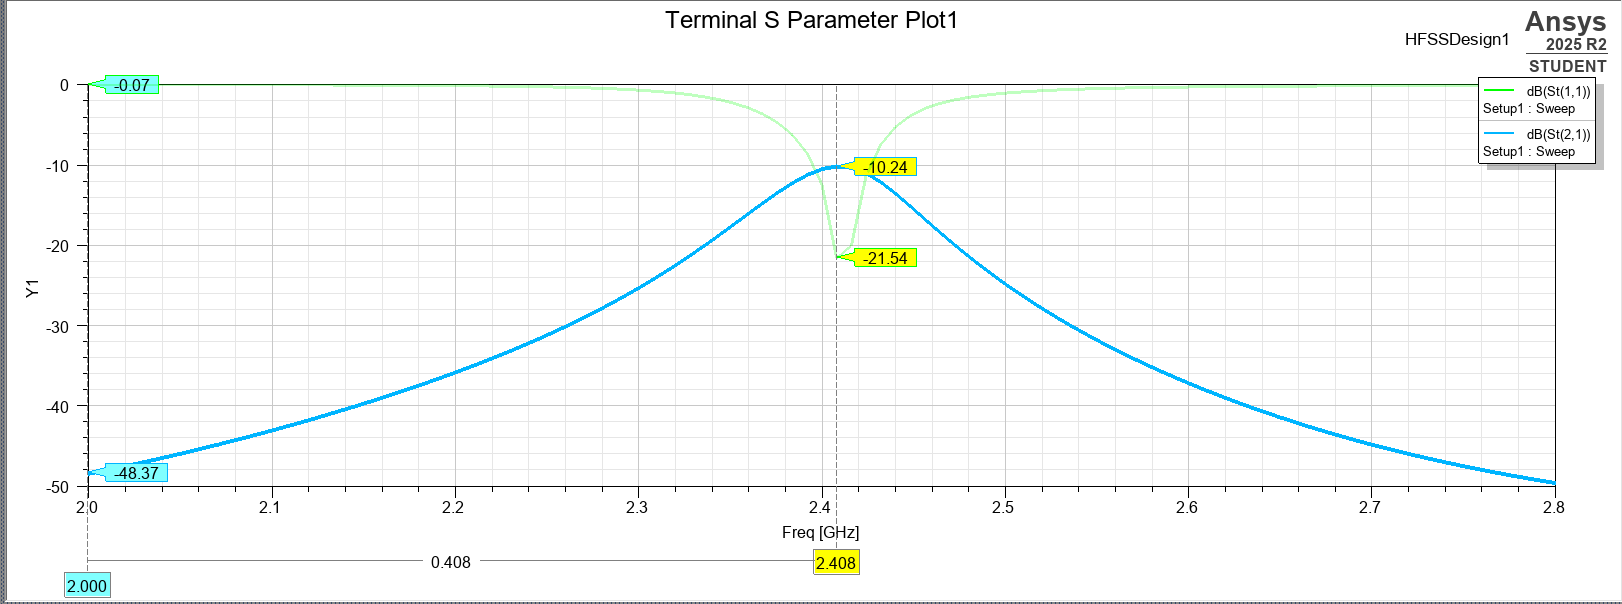 Terminal S Parameter Plot1
Ansys
2025 R2
STUDENT
HFSSDesign1
dB(St(1,1))
Setup1 : Sweep
dB(St(2,1))
Setup1 : Sweep
0
-10
-20
-30
-40
-50
Y1
-0.07
-10.24
-21.54
-48.37
2.0
2.1
2.2
2.3
2.4
2.5
2.6
2.7
2.8
Freq [GHz]
0.408
2.408
2.000